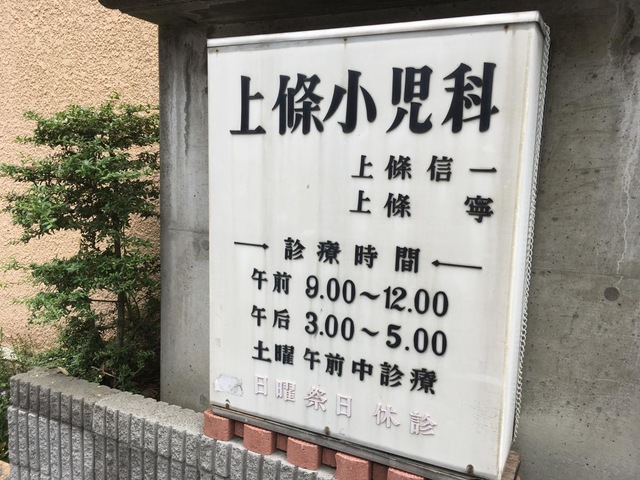 上條小児科
上條信一
上條 寧
診療時間
午前 9.00〜12.00
午后 3.00〜5.00
土曜 午前中診療
日曜祭日 休診